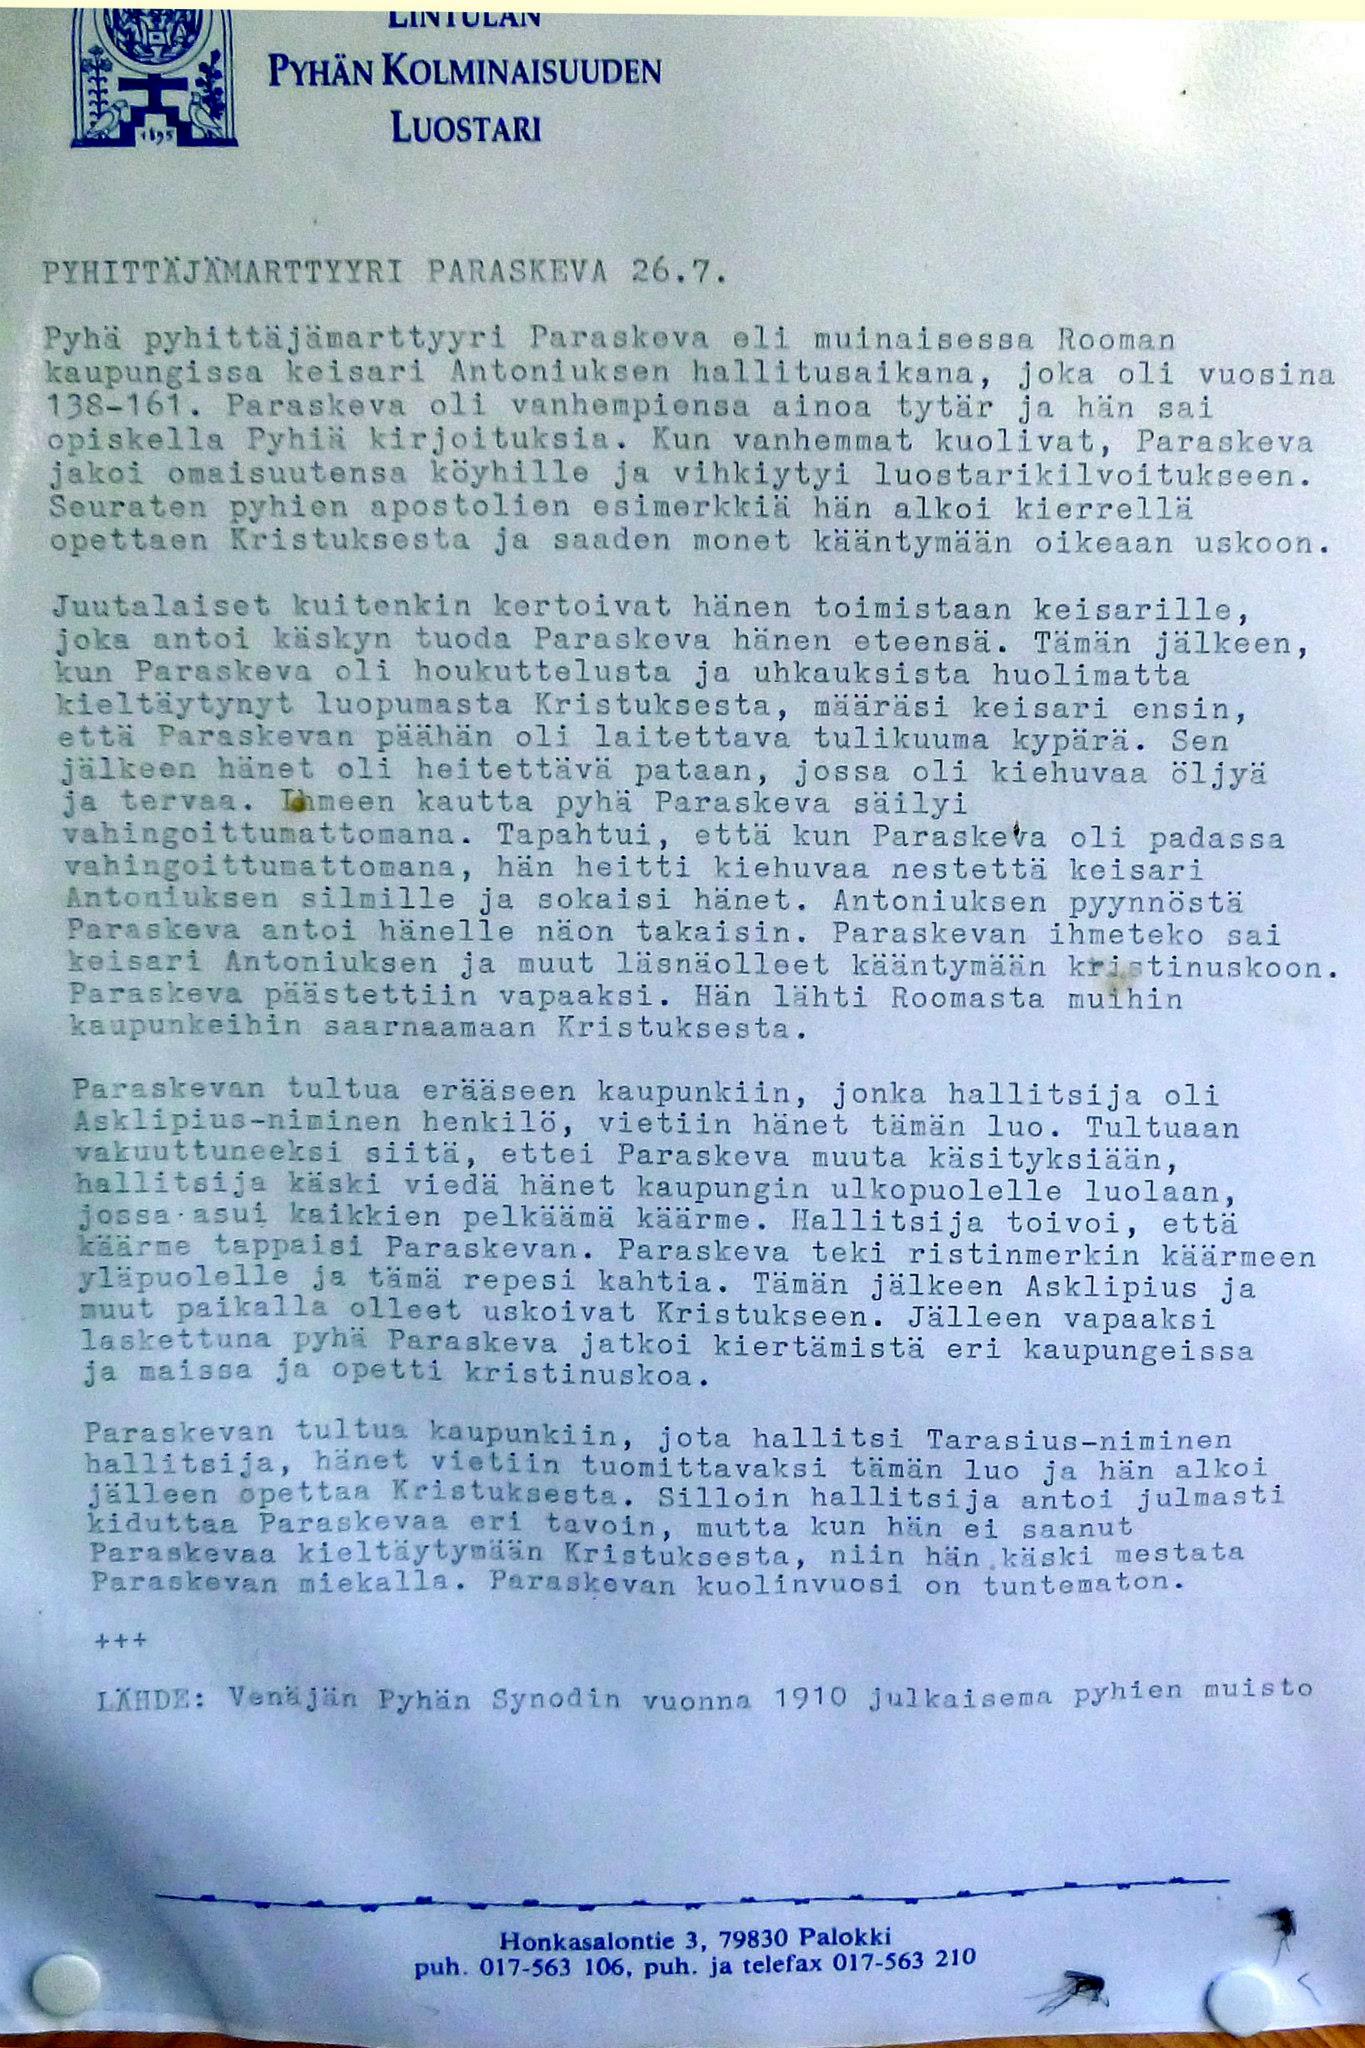 LINTULAN
PYHÄN KOLMINAISUUDEN
LUOSTARI
1895
PYHITTÄJÄMARTTYYRI PARASKEVA 26.7.
Pyhä pyhittäjämarttyyri Paraskeva eli muinaisessa Rooman
kaupungissa keisari Antoniuksen hallitusaikana, joka oli vuosina
138-161. Paraskeva oli vanhempiensa ainoa tytär ja hän sai
opiskella Pyhiä kirjoituksia. Kun vanhemmat kuolivat, Paraskeva
jakoi omaisuutensa köyhille ja vihkiytyi luostarikilvoitukseen.
Seuraten pyhien apostolien esimerkkiä hän alkoi kierrellä
opettaen Kristuksesta ja saaden monet kääntymään oikeaan uskoon.
Juutalaiset kuitenkin kertoivat hänen toimistaan keisarille,
joka antoi käskyn tuoda Paraskeva hänen eteensä. Tämän jälkeen,
kun Paraskeva oli houkuttelusta ja uhkauksista huolimatta
kieltäytynyt luopumasta Kristuksesta, määräsi keisari ensin,
että Paraskevan päähän oli laitettava tulikuuma kypärä. Sen
jälkeen hänet oli heitettävä pataan, jossa oli kiehuvaa öljyä
ja tervaa. Ihmeen kautta pyhä Paraskeva säilyi
vahingoittumattomana. Tapahtui, että kun Paraskeva oli padassa
vahingoittumattomana, hän heitti kiehuvaa nestettä keisari
Antoniuksen silmille ja sokaisi hänet. Antoniuksen pyynnöstä
Paraskeva antoi hänelle näön takaisin. Paraskevan ihmeteko sai
keisari Antoniuksen ja muut läsnäolleet kääntymään kristinuskoon.
Paraskeva päästettiin vapaaksi. Hän lähti Roomasta muihin
kaupunkeihin saarnaamaan Kristuksesta.
Paraskevan tultua erääseen kaupunkiin, jonka hallitsija oli
Asklipius-niminen henkilö, vietiin hänet tämän luo. Tultuaan
vakuuttuneeksi siitä, ettei Paraskeva muuta käsityksiään,
hallitsija käski viedä hänet kaupungin ulkopuolelle luolaan,
jossa asui kaikkien pelkäämä käärme. Hallitsija toivoi, että
käärme tappaisi Paraskevan. Paraskeva teki ristinmerkin käärmeen
yläpuolelle ja tämä repesi kahtia. Tämän jälkeen Asklipius ja
muut paikalla olleet uskoivat Kristukseen. Jälleen vapaaksi
laskettuna pyhä Paraskeva jatkoi kiertämistä eri kaupungeissa
ja maissa ja opetti kristinuskoa.
Paraskevan tultua kaupunkiin, jota hallitsi Tarasius-niminen
hallitsija, hänet vietiin tuomittavaksi tämän luo ja hän alkoi
jälleen opettaa Kristuksesta. Silloin hallitsija antoi julmasti
kiduttaa Paraskevaa eri tavoin, mutta kun hän ei saanut
Paraskevaa kieltäytymään Kristuksesta, niin hän käski mestata
Paraskevan miekalla. Paraskevan kuolinvuosi on tuntematon.
+++
LÄHDE: Venäjän Pyhän Synodin vuonna 1910 julkaisema pyhien muisto
Honkasalontie 3, 79830 Palokki
puh. 017-563 106, puh. ja telefax 017-563 210